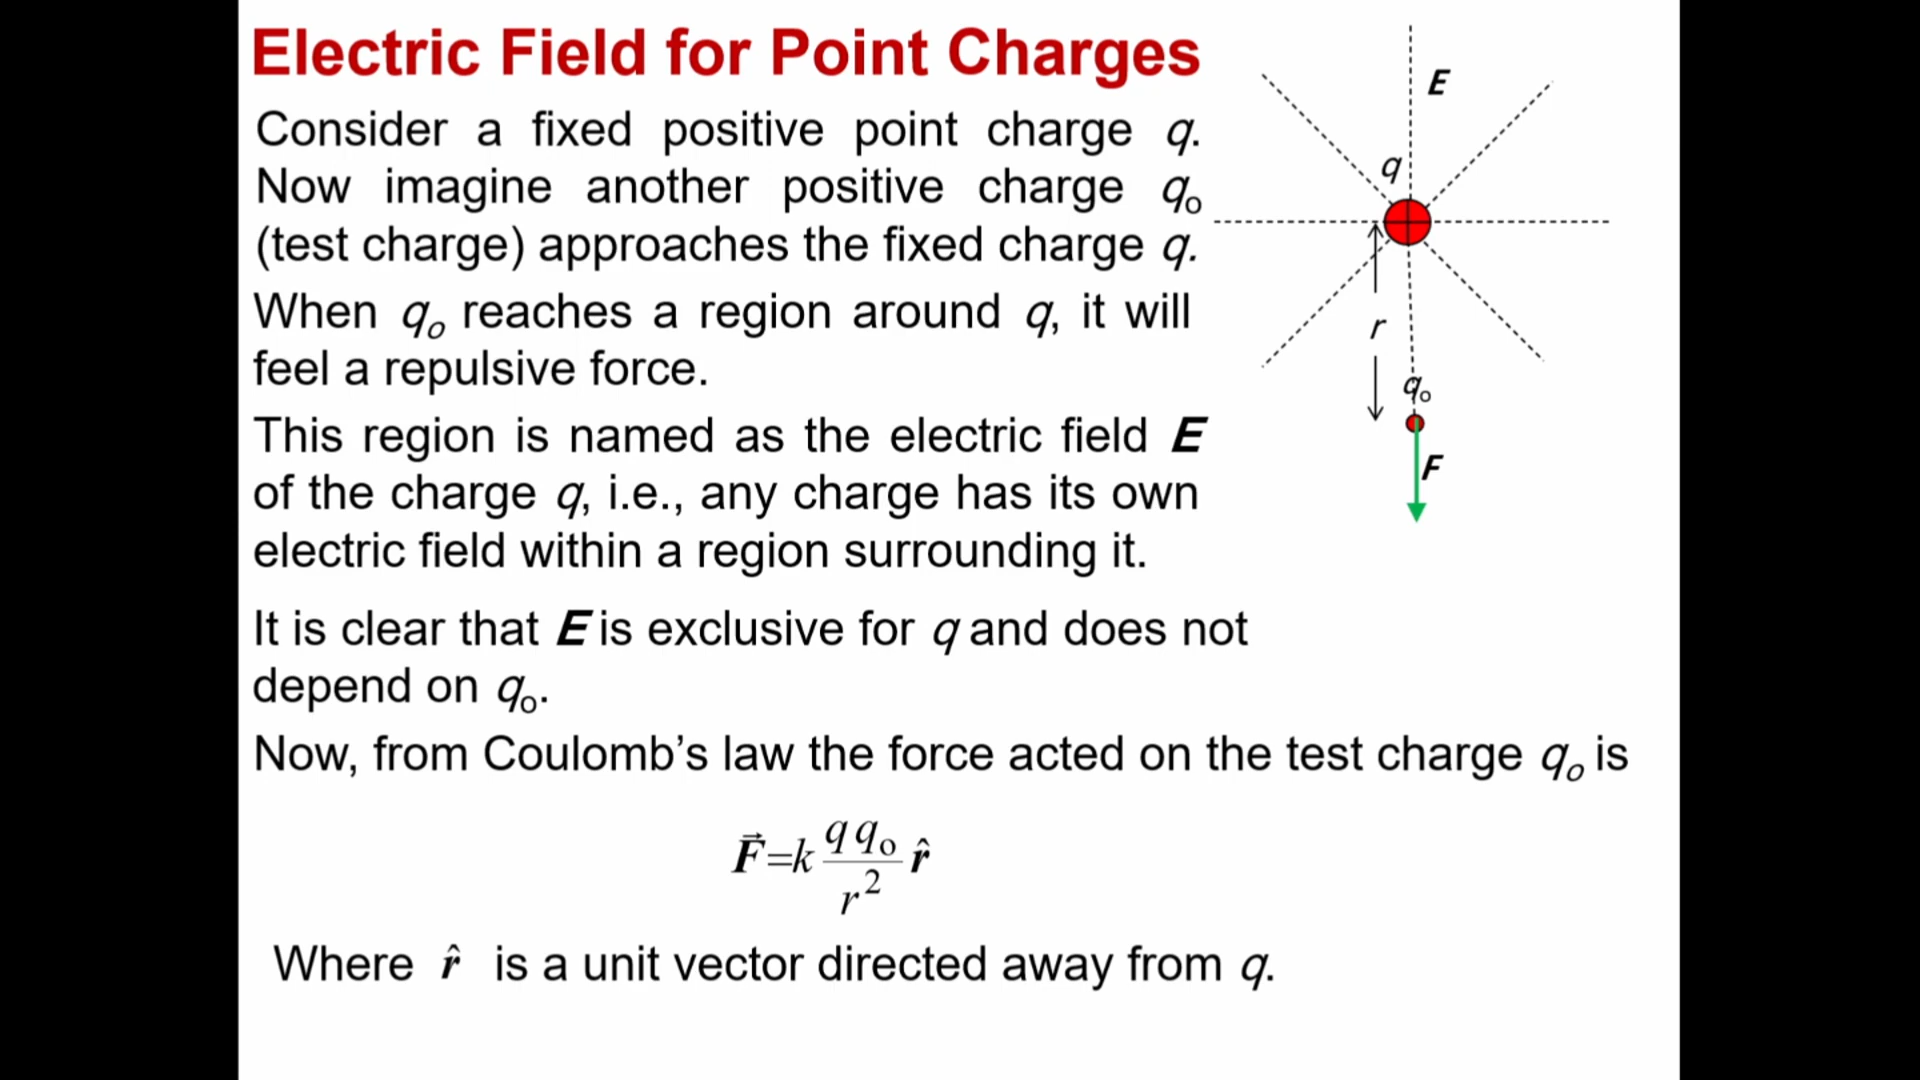 Electric Field for Point Charges
Consider a fixed positive point charge q.
Now imagine another positive charge qo
(test charge) approaches the fixed charge q.
When qo reaches a region around q, it will
feel a repulsive force.
This region is named as the electric field E
of the charge q, i.e., any charge has its own
electric field within a region surrounding it.
It is clear that E is exclusive for q and does not
depend on qo.
Now, from Coulomb’s law the force acted on the test charge qo is
F⃗=k q qo / r² r̂
Where r̂ is a unit vector directed away from q.
E
q
r
qo
F